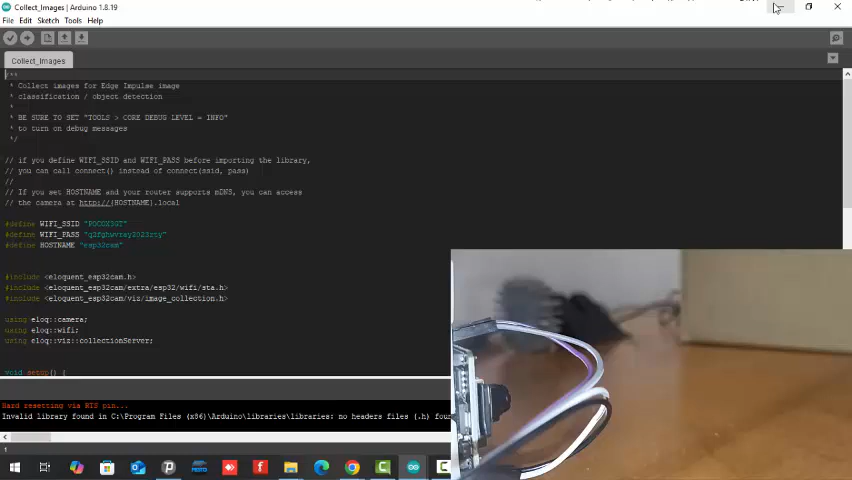 Collect_Images | Arduino 1.8.19
File Edit Sketch Tools Help
Collect_Images
/**
* Collect images for Edge Impulse image
* classification / object detection
*
* BE SURE TO SET "TOOLS > CORE DEBUG LEVEL = INFO"
* to turn on debug messages
*/
// if you define WIFI_SSID and WIFI_PASS before importing the library,
// you can call connect() instead of connect(ssid, pass)
//
// If you set HOSTNAME and your router supports mDNS, you can access
// the camera at http://{HOSTNAME}.local
#define WIFI_SSID "POCOX3GT"
#define WIFI_PASS
#define HOSTNAME "esp32cam"
#include <eloquent_esp32cam.h>
#include <eloquent_esp32cam/extra/esp32/wifi/sta.h>
#include <eloquent_esp32cam/viz/image_collection.h>
using eloq::camera;
using eloq::wifi;
using eloq::viz::collectionServer;
void setup() {
Hard resetting via RTS pin...
Invalid library found in C:\Program Files (x86)\Arduino\libraries\libraries: no headers files (.h) foun
1